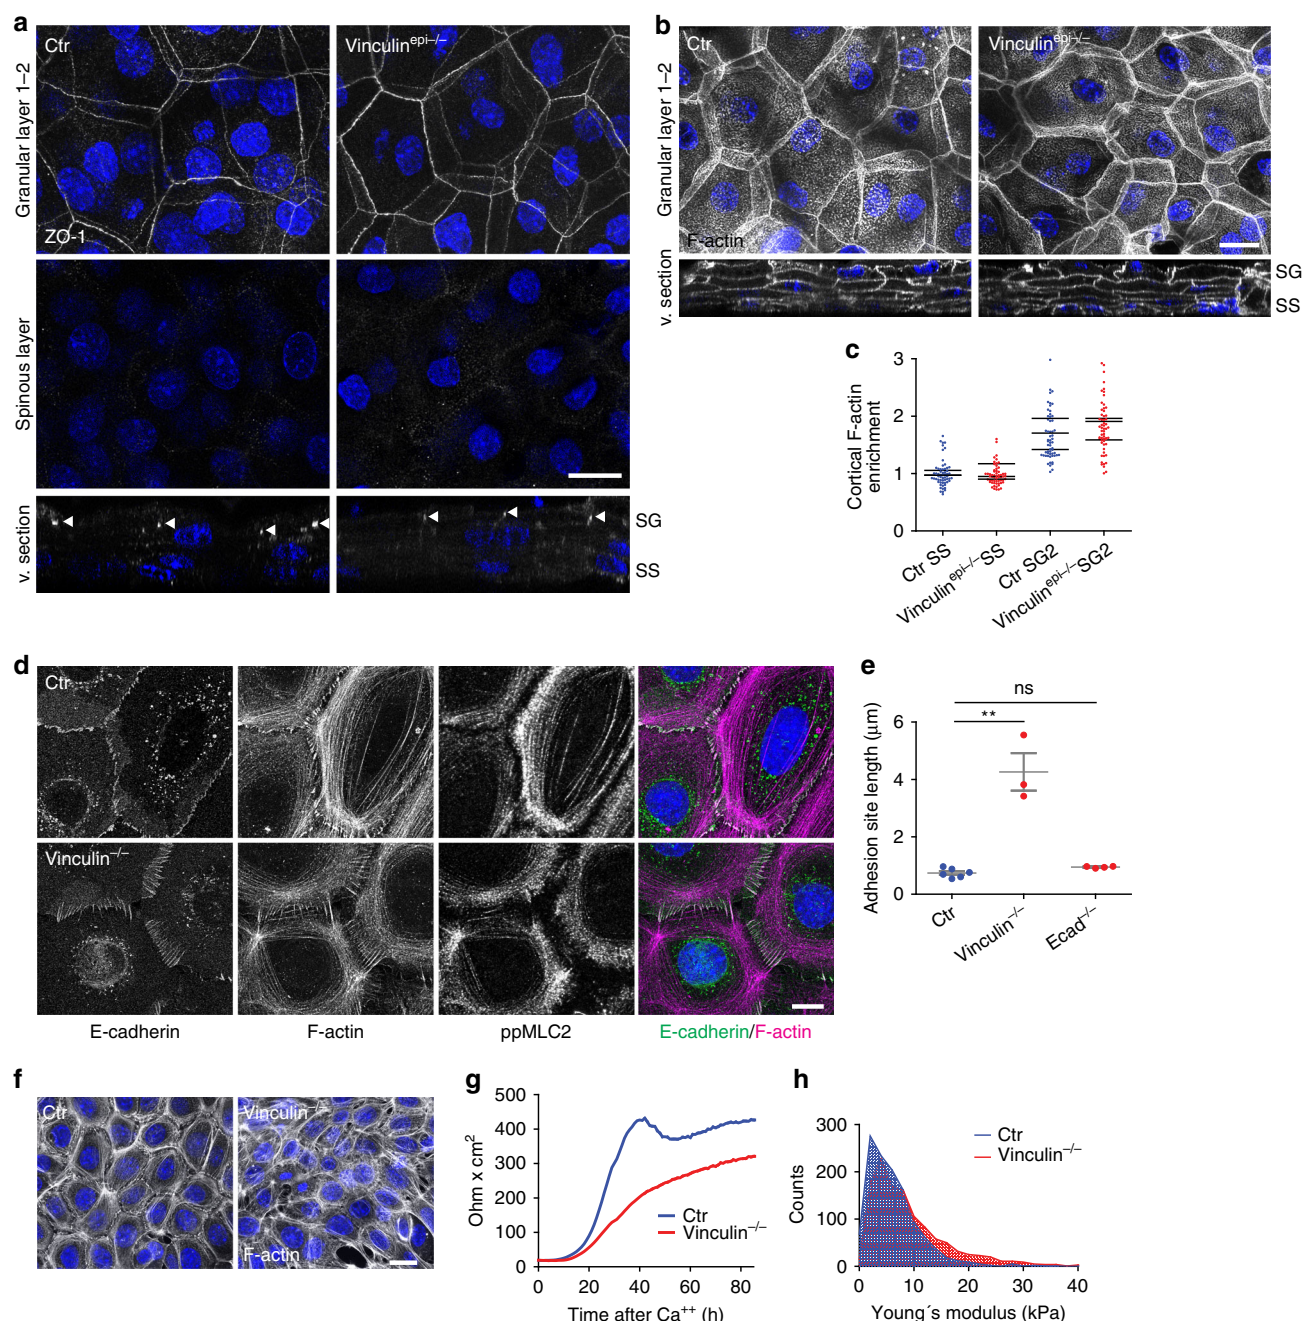 a
Ctr
Vinculin^epi–/–
Granular layer 1–2
ZO-1
Spinous layer
v. section
SG
SS
b
Ctr
Vinculin^epi–/–
Granular layer 1–2
F-actin
v. section
SG
SS
c
Cortical F-actin
enrichment
3
2
1
0
Ctr SS
Vinculin^epi–/–SS
Ctr SG2
Vinculin^epi–/–SG2
d
Ctr
Vinculin^–/–
E-cadherin
F-actin
ppMLC2
E-cadherin/F-actin
e
ns
**
Adhesion site length (μm)
6
4
2
0
Ctr
Vinculin^–/–
Ecad^–/–
f
Ctr
Vinculin^–/–
F-actin
g
Ohm x cm²
500
400
300
200
100
0
Ctr
Vinculin^–/–
0 20 40 60 80
Time after Ca⁺⁺ (h)
h
Counts
300
200
100
0
Ctr
Vinculin^–/–
0 10 20 30 40
Young´s modulus (kPa)